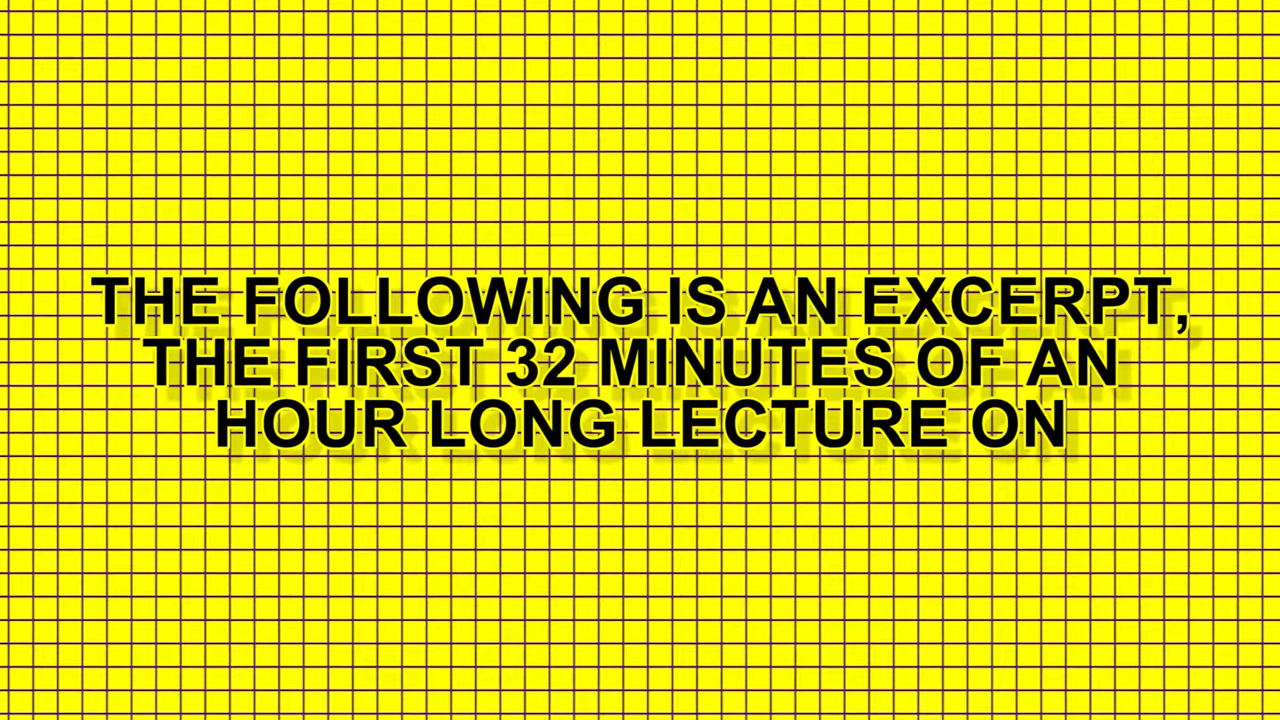 THE FOLLOWING IS AN EXCERPT,
THE FIRST 32 MINUTES OF AN
HOUR LONG LECTURE ON